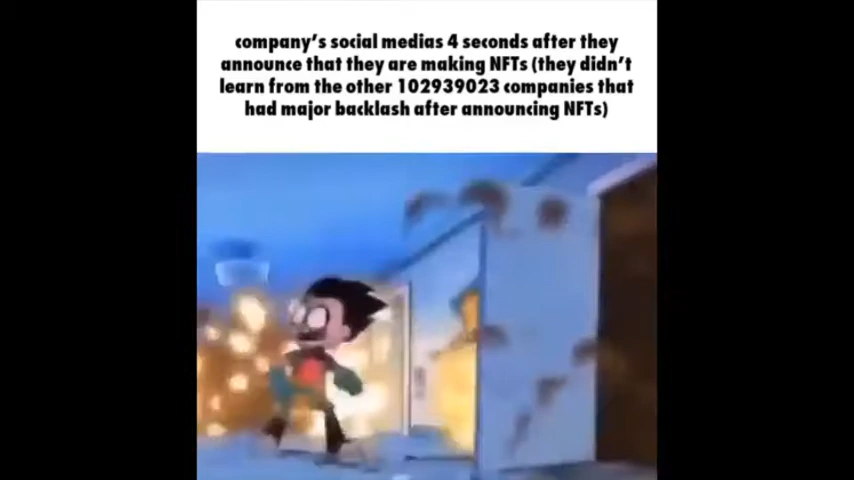 company's social medias 4 seconds after they
announce that they are making NFTs (they didn't
learn from the other 102939023 companies that
had major backlash after announcing NFTs)